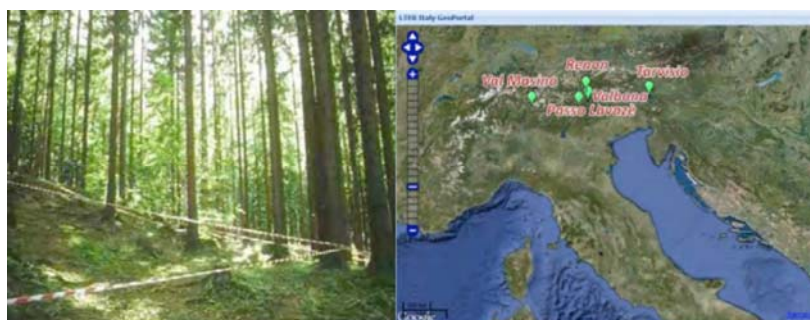 LTER Italy GeoPortal
Renon
Val Masino
Tarvisio
Valbona
Passo Lavazè
Google